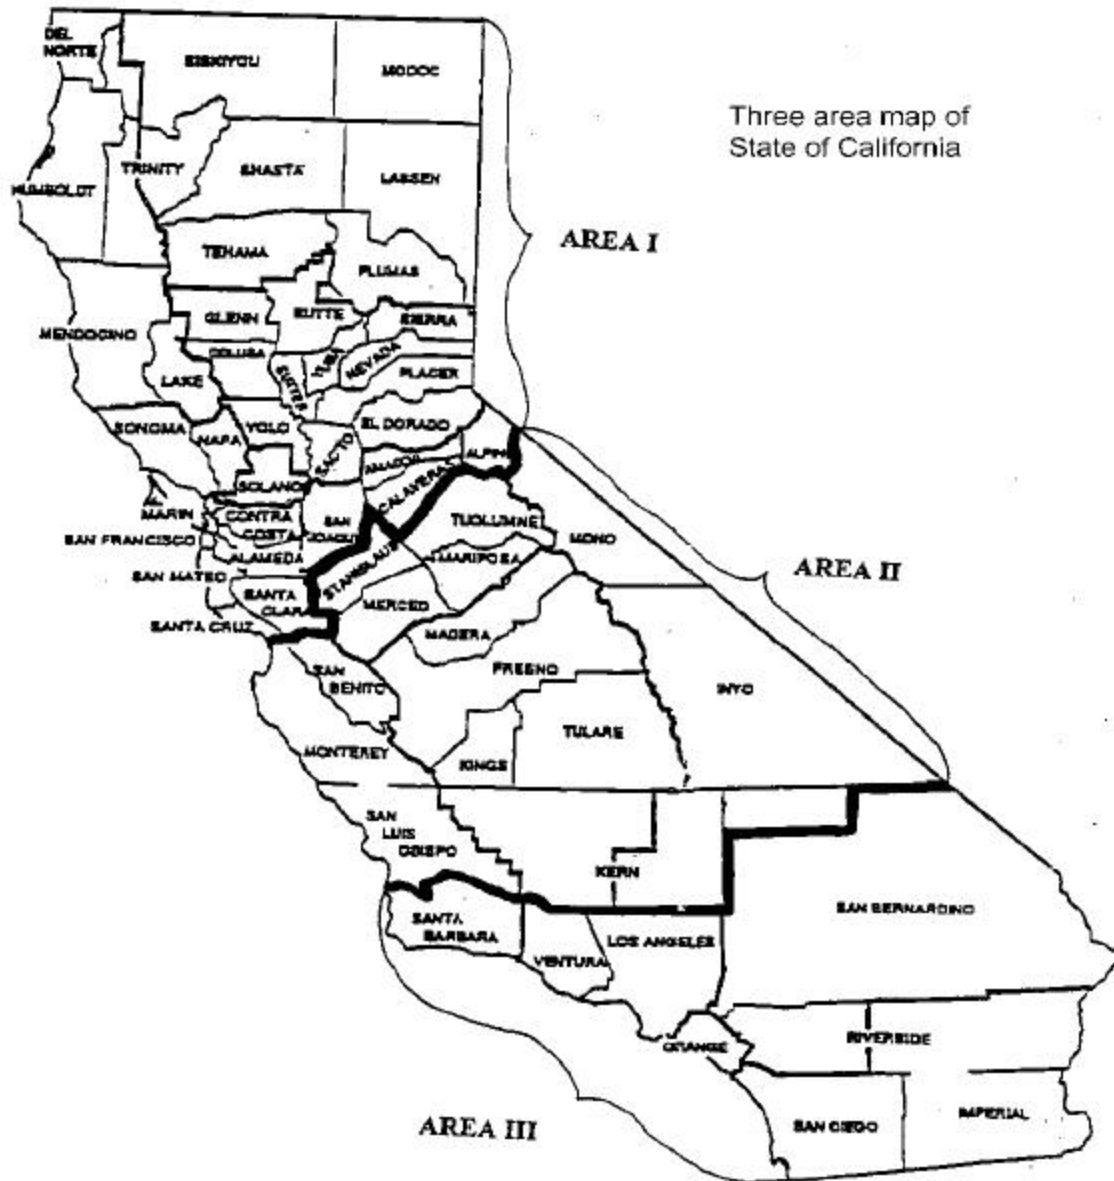 DEL
NORTE
SISKIYOU
MODOC
Three area map of
State of California
TRINITY
SHASTA
LASSEN
HUMBOLDT
AREA I
TEHAMA
PLUMAS
GLENN
BUTTE
SIERRA
MENDOCINO
COLUSA
YUBA
NEVADA
LAKE
SUTTER
PLACER
SONOMA
NAPA
YOLO
EL DORADO
SACTO
AMADOR
ALPINE
SOLANO
CALAVERAS
MARIN
CONTRA
COSTA
SAN
JOAQUIN
TUOLUMNE
SAN FRANCISCO
MONO
ALAMEDA
STANISLAUS
MARIPOSA
AREA II
SAN MATEO
SANTA
CLARA
MERCED
SANTA CRUZ
MADERA
SAN
BENITO
FRESNO
INYO
TULARE
MONTEREY
KINGS
SAN
LUIS
OBISPO
KERN
SAN BERNARDINO
SANTA
BARBARA
LOS ANGELES
VENTURA
ORANGE
RIVERSIDE
AREA III
SAN DIEGO
IMPERIAL